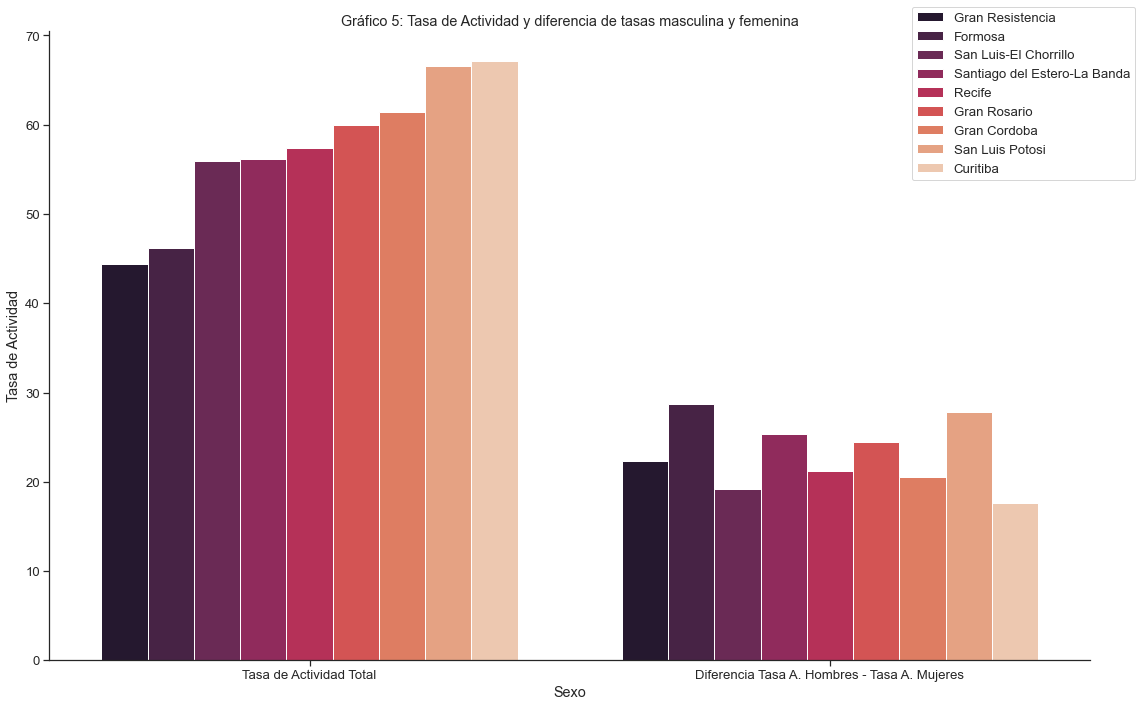 Gráfico 5: Tasa de Actividad y diferencia de tasas masculina y femenina
Gran Resistencia
Formosa
San Luis-El Chorrillo
Santiago del Estero-La Banda
Recife
Gran Rosario
Gran Cordoba
San Luis Potosi
Curitiba
Tasa de Actividad
70
60
50
40
30
20
10
0
Tasa de Actividad Total
Diferencia Tasa A. Hombres - Tasa A. Mujeres
Sexo